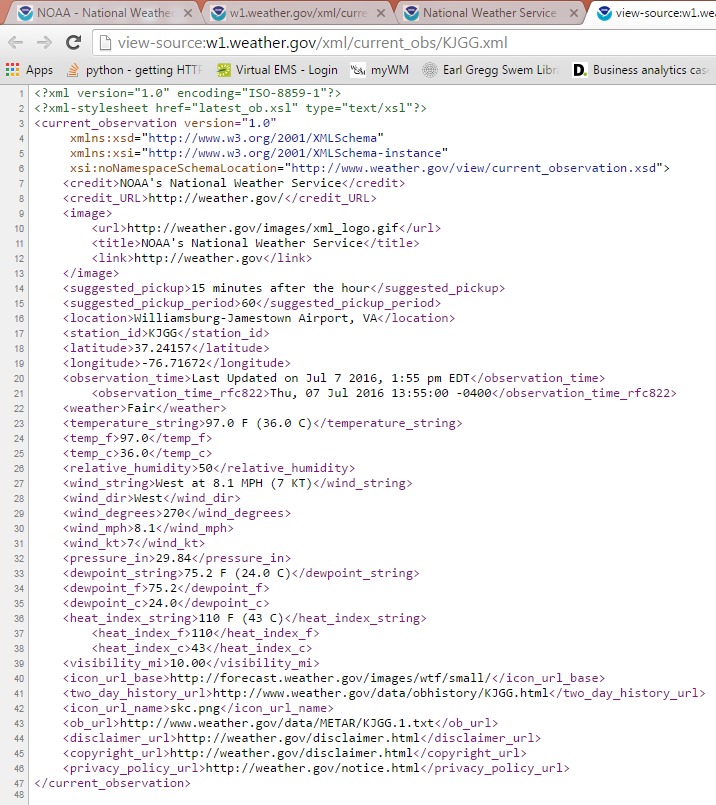 NOAA - National Weathe
w1.weather.gov/xml/curre
National Weather Service
view-source:w1.we
view-source:w1.weather.gov/xml/current_obs/KJGG.xml
Apps
python - getting HTT
Virtual EMS - Login
myWM
Earl Gregg Swem Libr
D.
Business analytics cas
1 <?xml version="1.0" encoding="ISO-8859-1"?>
2 <?xml-stylesheet href="latest_ob.xsl" type="text/xsl"?>
3 <current_observation version="1.0"
4 xmlns:xsd="http://www.w3.org/2001/XMLSchema"
5 xmlns:xsi="http://www.w3.org/2001/XMLSchema-instance"
6 xsi:noNamespaceSchemaLocation="http://www.weather.gov/view/current_observation.xsd">
7 <credit>NOAA's National Weather Service</credit>
8 <credit_URL>http://weather.gov/</credit_URL>
9 <image>
10 <url>http://weather.gov/images/xml_logo.gif</url>
11 <title>NOAA's National Weather Service</title>
12 <link>http://weather.gov</link>
13 </image>
14 <suggested_pickup>15 minutes after the hour</suggested_pickup>
15 <suggested_pickup_period>60</suggested_pickup_period>
16 <location>Williamsburg-Jamestown Airport, VA</location>
17 <station_id>KJGG</station_id>
18 <latitude>37.24157</latitude>
19 <longitude>-76.71672</longitude>
20 <observation_time>Last Updated on Jul 7 2016, 1:55 pm EDT</observation_time>
21 <observation_time_rfc822>Thu, 07 Jul 2016 13:55:00 -0400</observation_time_rfc822>
22 <weather>Fair</weather>
23 <temperature_string>97.0 F (36.0 C)</temperature_string>
24 <temp_f>97.0</temp_f>
25 <temp_c>36.0</temp_c>
26 <relative_humidity>50</relative_humidity>
27 <wind_string>West at 8.1 MPH (7 KT)</wind_string>
28 <wind_dir>West</wind_dir>
29 <wind_degrees>270</wind_degrees>
30 <wind_mph>8.1</wind_mph>
31 <wind_kt>7</wind_kt>
32 <pressure_in>29.84</pressure_in>
33 <dewpoint_string>75.2 F (24.0 C)</dewpoint_string>
34 <dewpoint_f>75.2</dewpoint_f>
35 <dewpoint_c>24.0</dewpoint_c>
36 <heat_index_string>110 F (43 C)</heat_index_string>
37 <heat_index_f>110</heat_index_f>
38 <heat_index_c>43</heat_index_c>
39 <visibility_mi>10.00</visibility_mi>
40 <icon_url_base>http://forecast.weather.gov/images/wtf/small/</icon_url_base>
41 <two_day_history_url>http://www.weather.gov/data/obhistory/KJGG.html</two_day_history_url>
42 <icon_url_name>skc.png</icon_url_name>
43 <ob_url>http://www.weather.gov/data/METAR/KJGG.1.txt</ob_url>
44 <disclaimer_url>http://weather.gov/disclaimer.html</disclaimer_url>
45 <copyright_url>http://weather.gov/disclaimer.html</copyright_url>
46 <privacy_policy_url>http://weather.gov/notice.html</privacy_policy_url>
47 </current_observation>
48